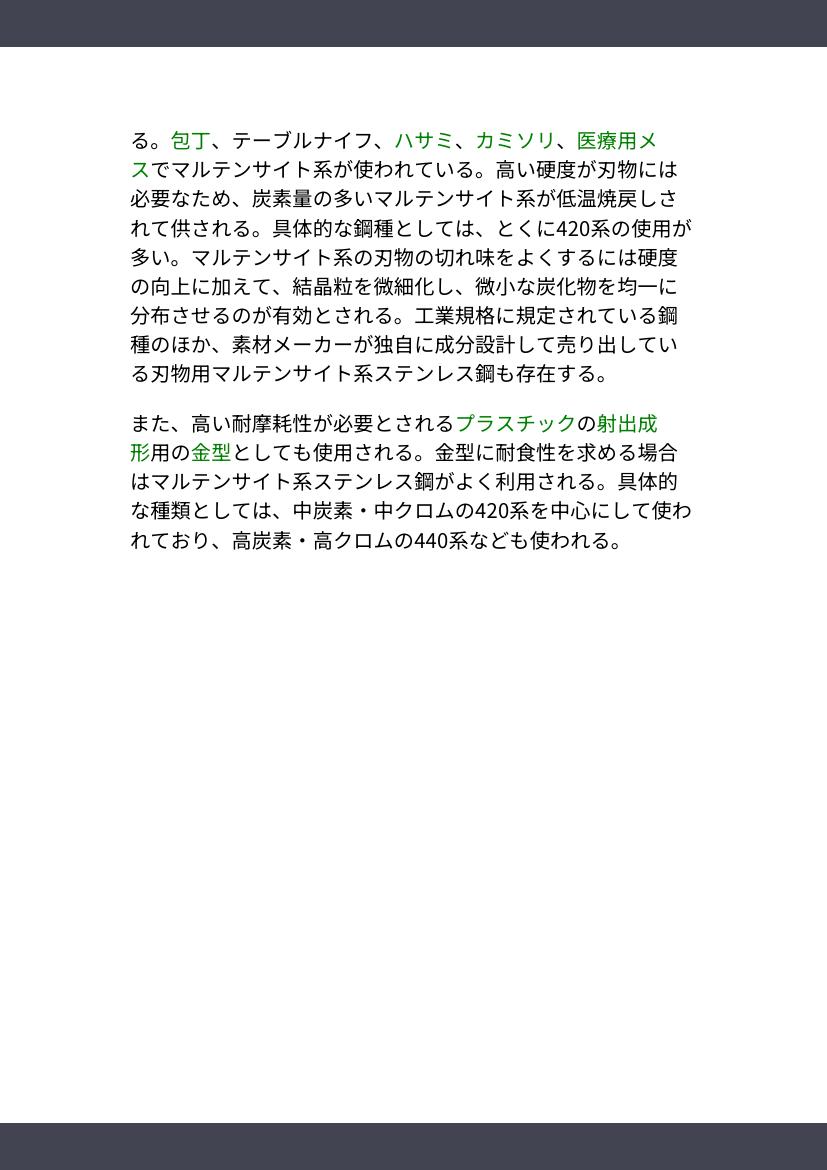 る。包丁、テーブルナイフ、ハサミ、カミソリ、医療用メ
スでマルテンサイト系が使われている。高い硬度が刃物には
必要なため、炭素量の多いマルテンサイト系が低温焼戻しさ
れて供される。具体的な鋼種としては、とくに420系の使用が
多い。マルテンサイト系の刃物の切れ味をよくするには硬度
の向上に加えて、結晶粒を微細化し、微小な炭化物を均一に
分布させるのが有効とされる。工業規格に規定されている鋼
種のほか、素材メーカーが独自に成分設計して売り出してい
る刃物用マルテンサイト系ステンレス鋼も存在する。
また、高い耐摩耗性が必要とされるプラスチックの射出成
形用の金型としても使用される。金型に耐食性を求める場合
はマルテンサイト系ステンレス鋼がよく利用される。具体的
な種類としては、中炭素・中クロムの420系を中心にして使わ
れており、高炭素・高クロムの440系なども使われる。